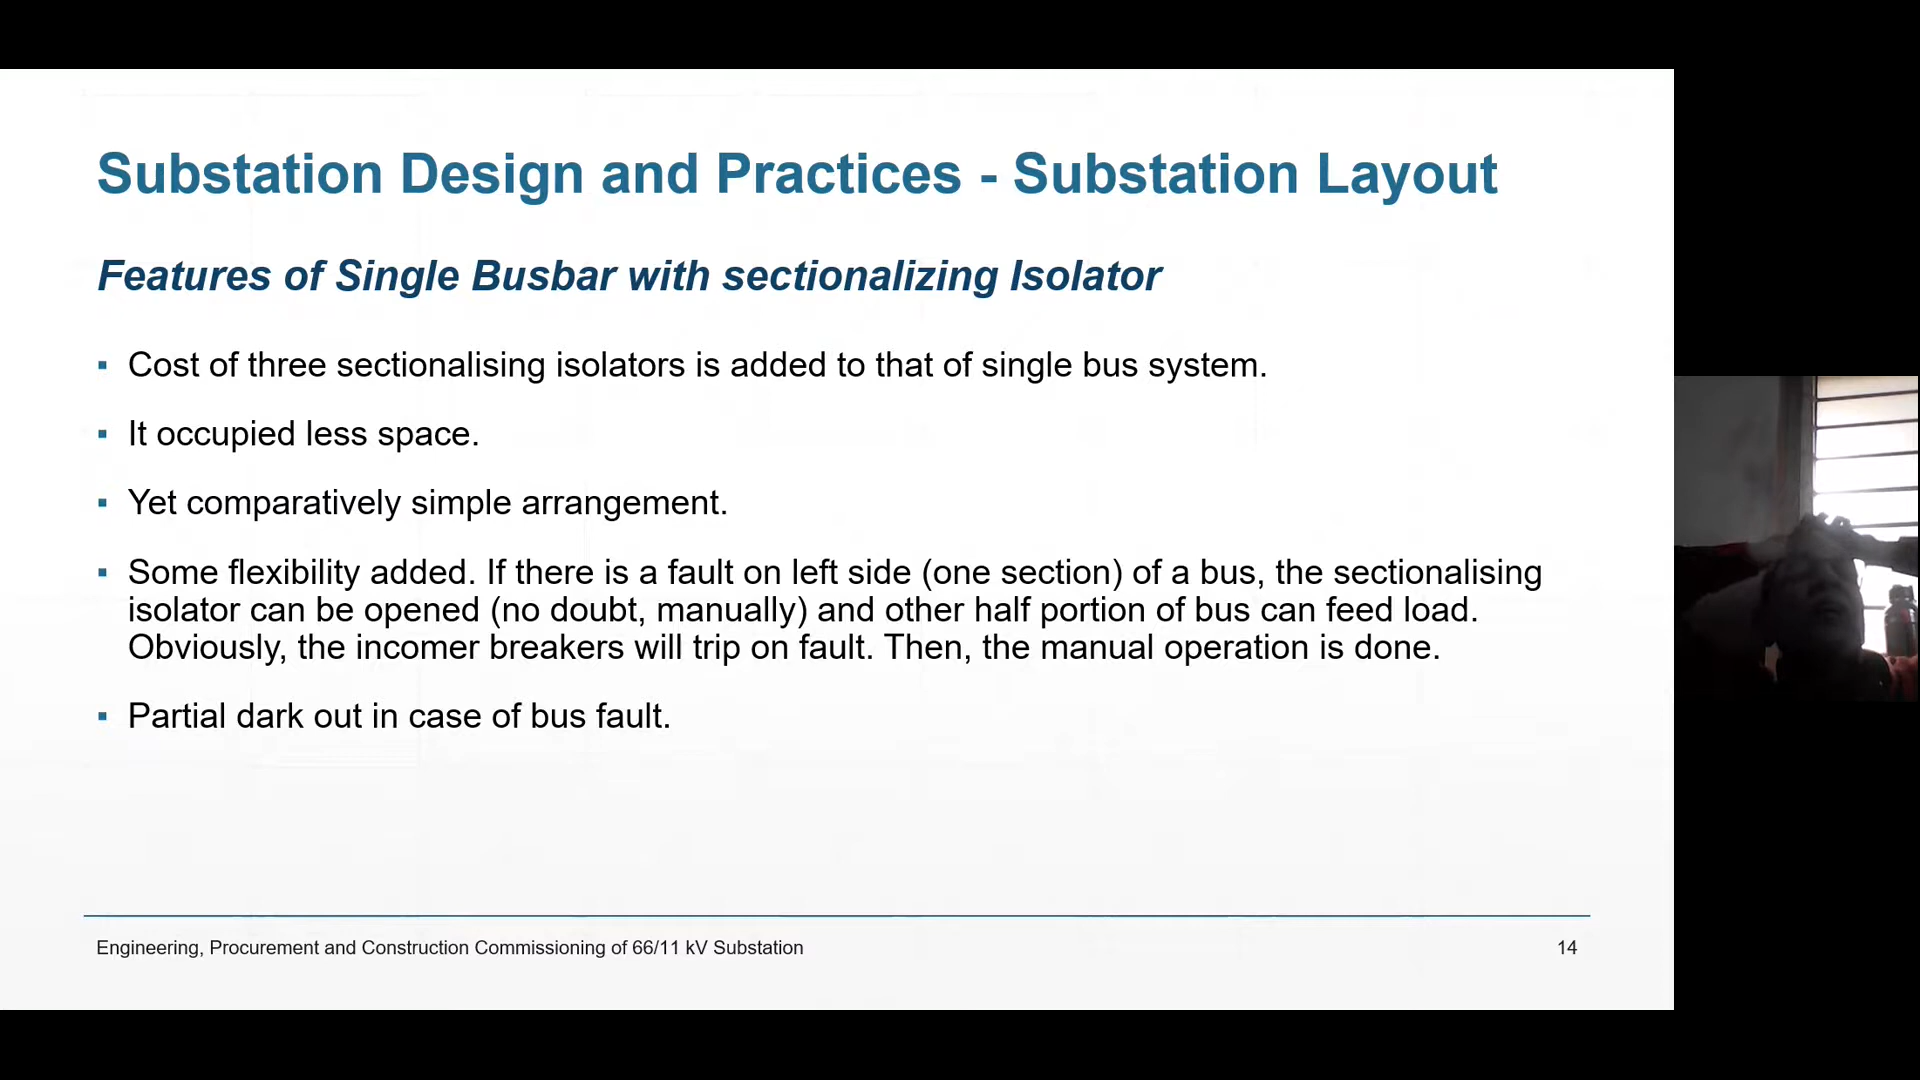 Substation Design and Practices - Substation Layout
Features of Single Busbar with sectionalizing Isolator
▪ Cost of three sectionalising isolators is added to that of single bus system.
▪ It occupied less space.
▪ Yet comparatively simple arrangement.
▪ Some flexibility added. If there is a fault on left side (one section) of a bus, the sectionalising
isolator can be opened (no doubt, manually) and other half portion of bus can feed load.
Obviously, the incomer breakers will trip on fault. Then, the manual operation is done.
▪ Partial dark out in case of bus fault.
Engineering, Procurement and Construction Commissioning of 66/11 kV Substation
14